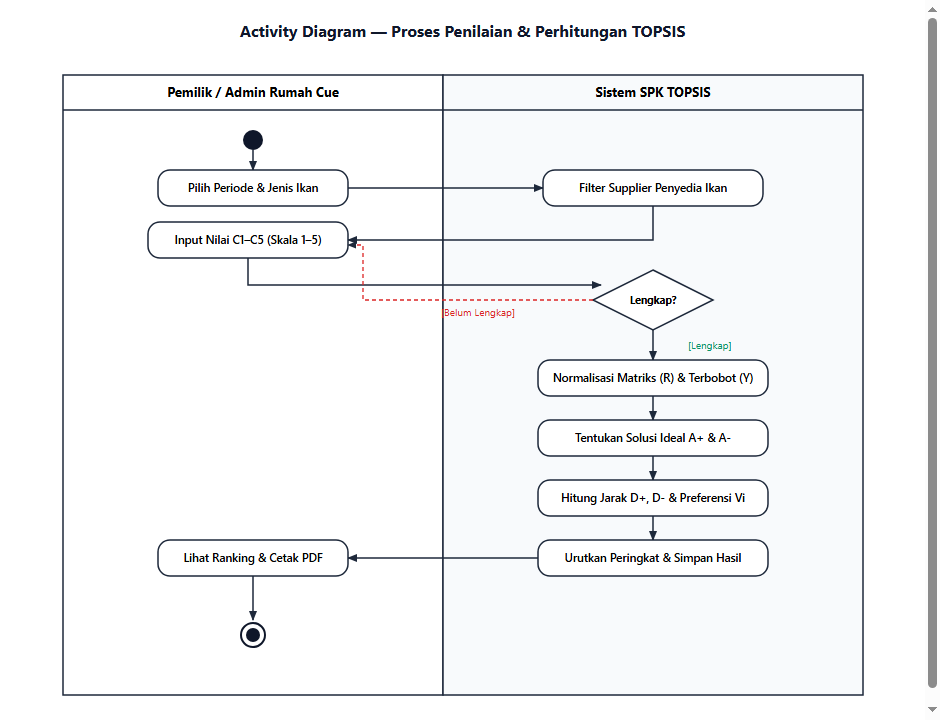 Activity Diagram — Proses Penilaian & Perhitungan TOPSIS
Pemilik / Admin Rumah Cue
Sistem SPK TOPSIS
Pilih Periode & Jenis Ikan
Filter Supplier Penyedia Ikan
Input Nilai C1–C5 (Skala 1–5)
Lengkap?
[Belum Lengkap]
[Lengkap]
Normalisasi Matriks (R) & Terbobot (Y)
Tentukan Solusi Ideal A+ & A-
Hitung Jarak D+, D- & Preferensi Vi
Lihat Ranking & Cetak PDF
Urutkan Peringkat & Simpan Hasil